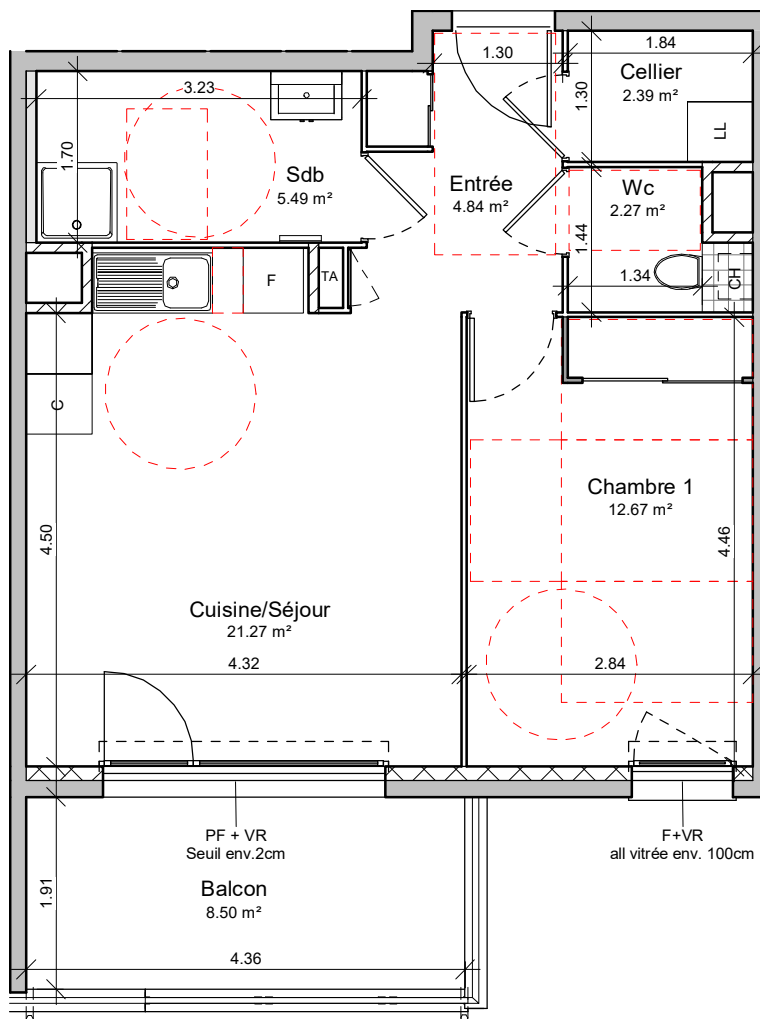 1.30
1.84
Cellier
2.39 m²
3.23
1.30
LL
1.70
Sdb
5.49 m²
Entrée
4.84 m²
Wc
2.27 m²
1.44
1.34
F
TA
CH
C
Chambre 1
12.67 m²
4.50
4.46
Cuisine/Séjour
21.27 m²
4.32
2.84
PF + VR
Seuil env.2cm
F+VR
all vitrée env. 100cm
Balcon
8.50 m²
1.91
4.36